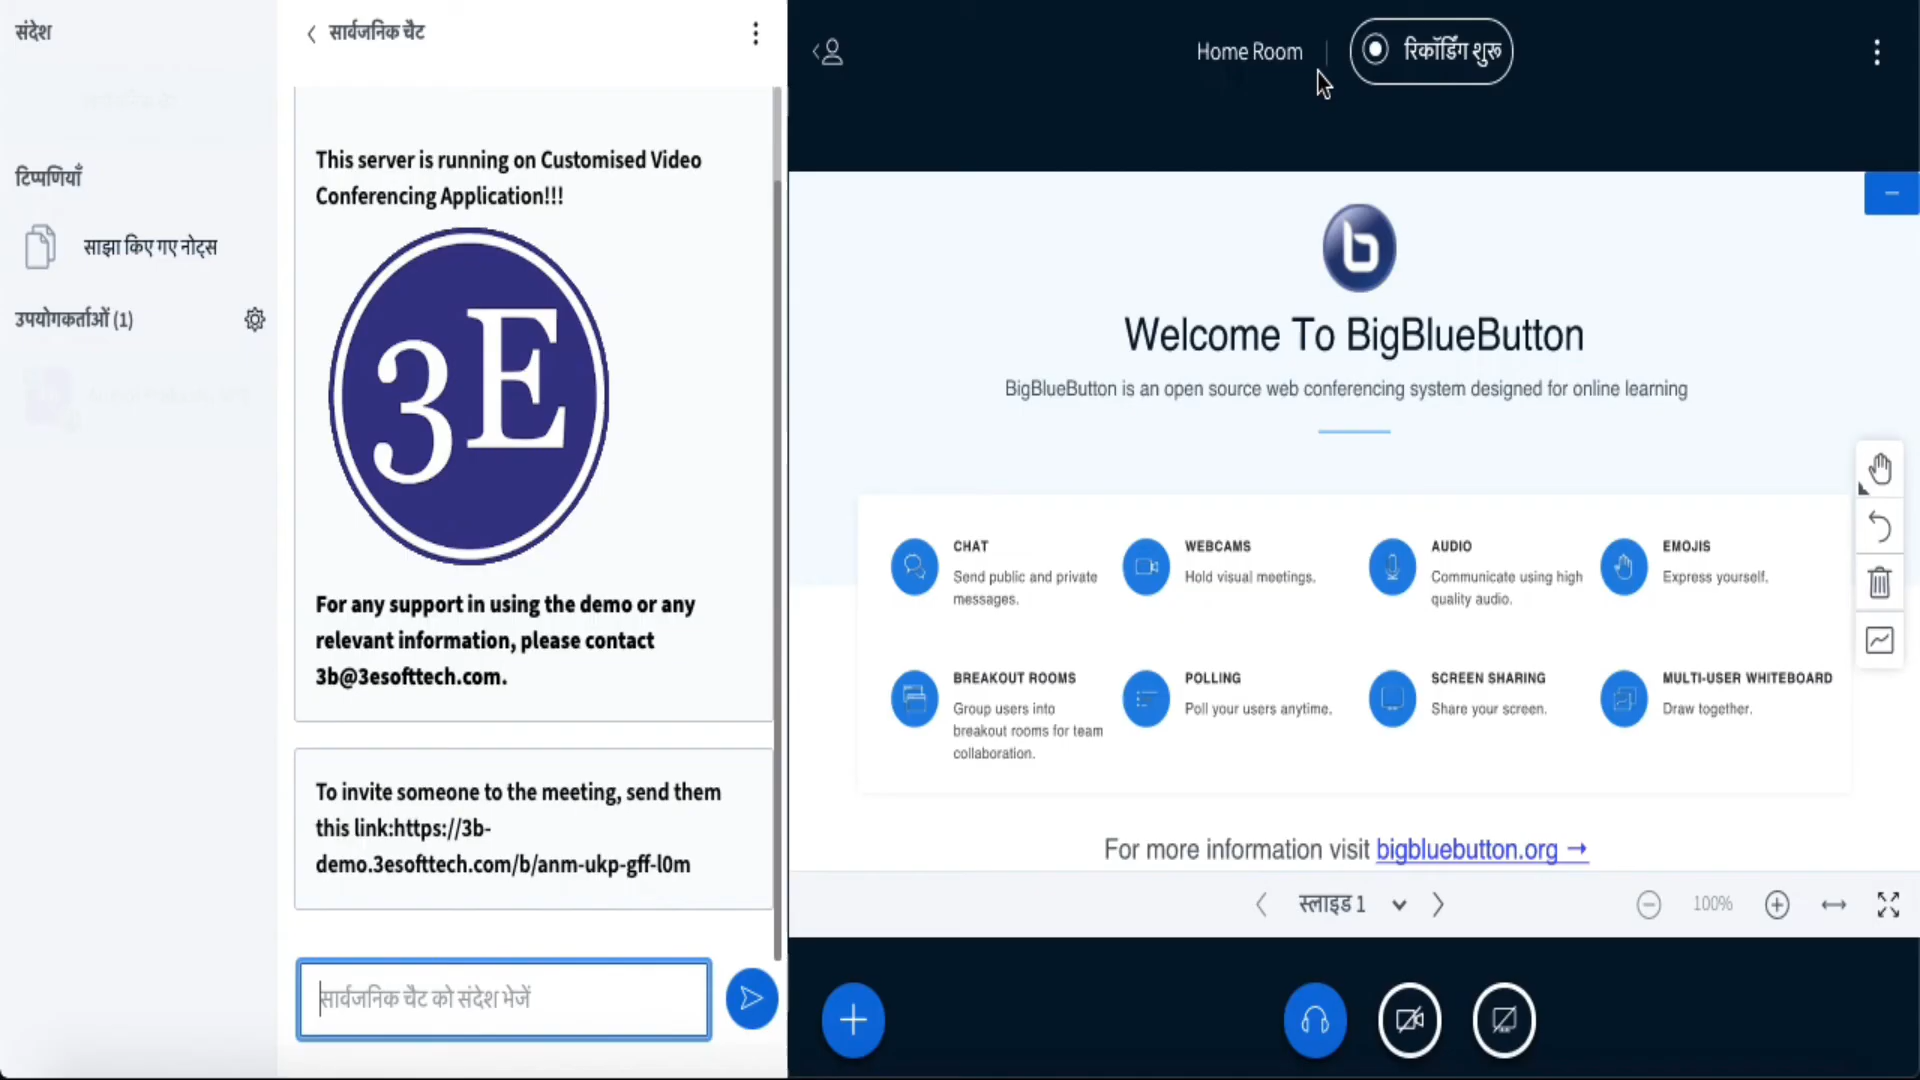 संदेश
टिप्पणियाँ
साझा किए गए नोट्स
उपयोगकर्ताओं (1)
सार्वजनिक चैट
This server is running on Customised Video
Conferencing Application!!!
3E
For any support in using the demo or any
relevant information, please contact
3b@3esofttech.com.
To invite someone to the meeting, send them
this link:https://3b-
demo.3esofttech.com/b/anm-ukp-gff-l0m
सार्वजनिक चैट को संदेश भेजें
Home Room
रिकॉर्डिंग शुरू
b
Welcome To BigBlueButton
BigBlueButton is an open source web conferencing system designed for online learning
CHAT
Send public and private
messages.
WEBCAMS
Hold visual meetings.
AUDIO
Communicate using high
quality audio.
EMOJIS
Express yourself.
BREAKOUT ROOMS
Group users into
breakout rooms for team
collaboration.
POLLING
Poll your users anytime.
SCREEN SHARING
Share your screen.
MULTI-USER WHITEBOARD
Draw together.
For more information visit bigbluebutton.org →
स्लाइड 1
100%